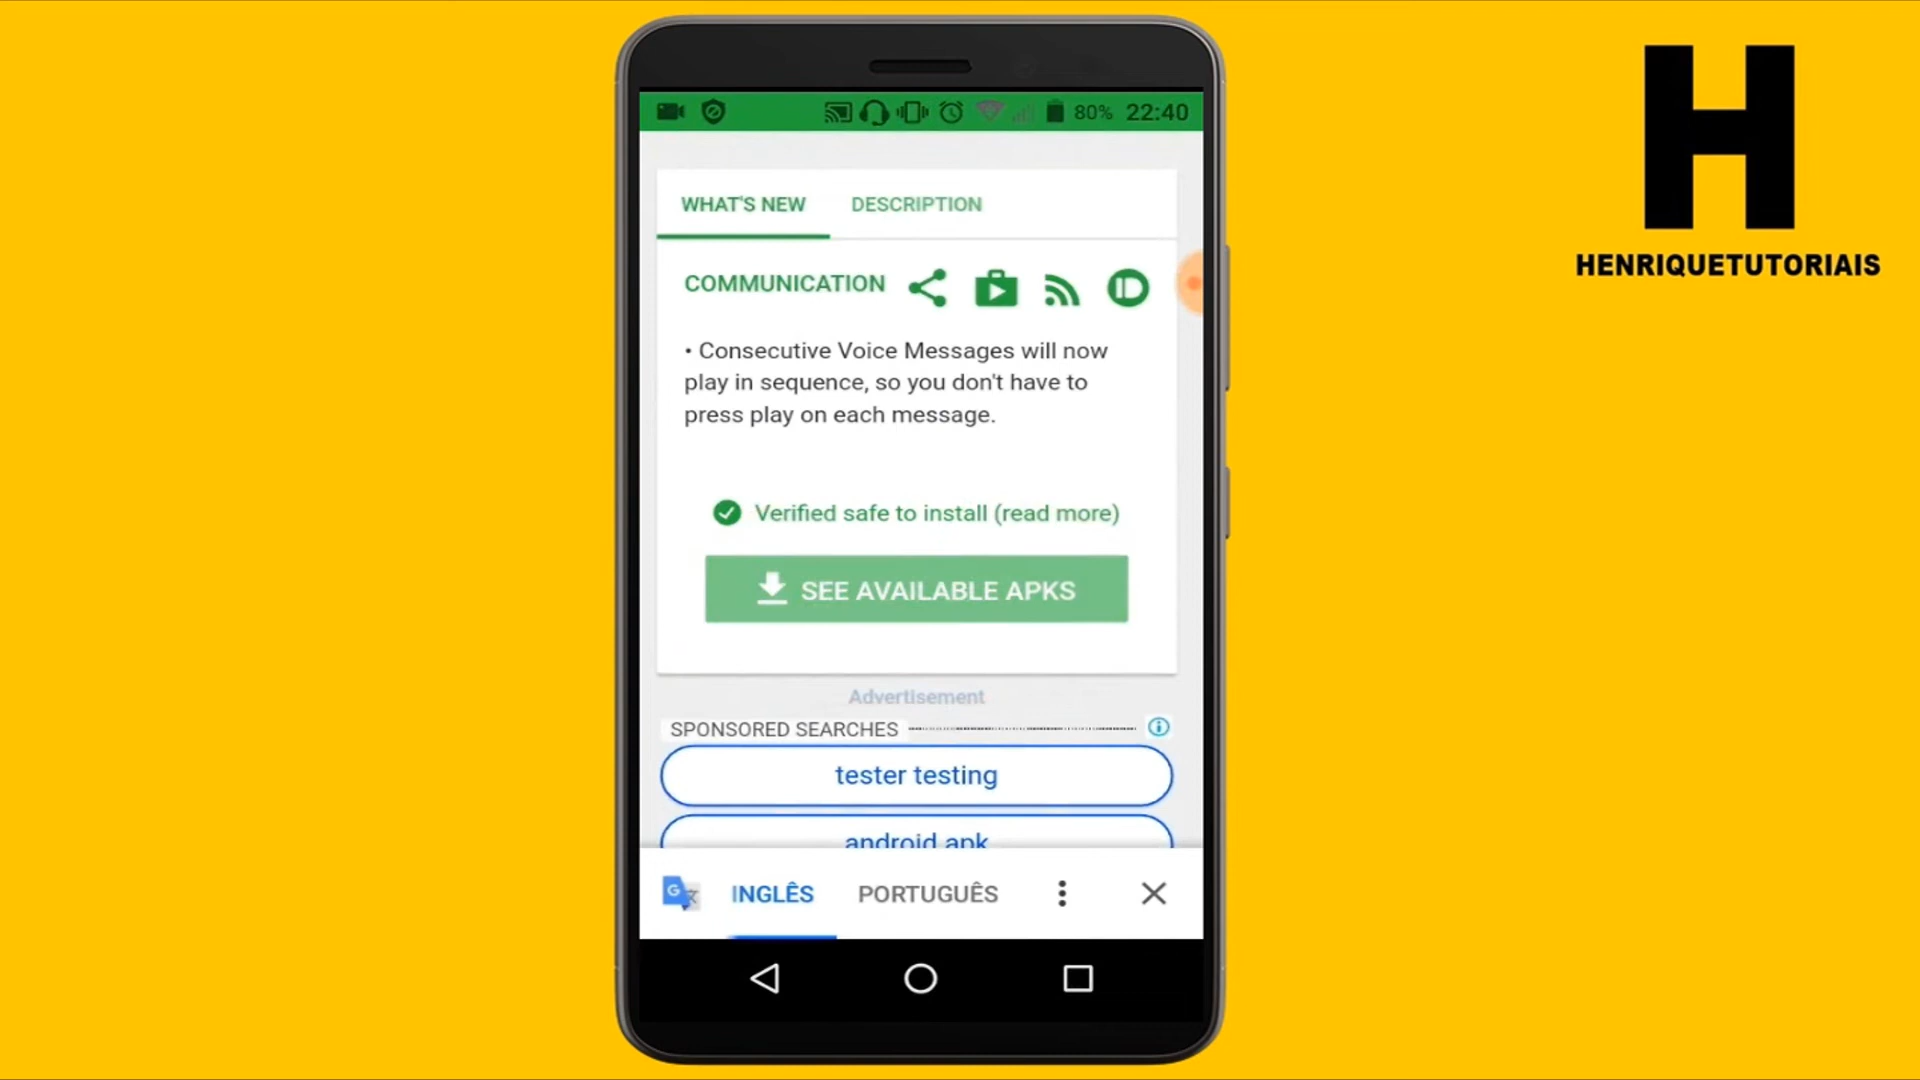 H
HENRIQUETUTORIAIS
80% 22:40
WHAT'S NEW DESCRIPTION
COMMUNICATION
• Consecutive Voice Messages will now
play in sequence, so you don't have to
press play on each message.
Verified safe to install (read more)
SEE AVAILABLE APKS
Advertisement
SPONSORED SEARCHES
tester testing
android apk
INGLÊS PORTUGUÊS